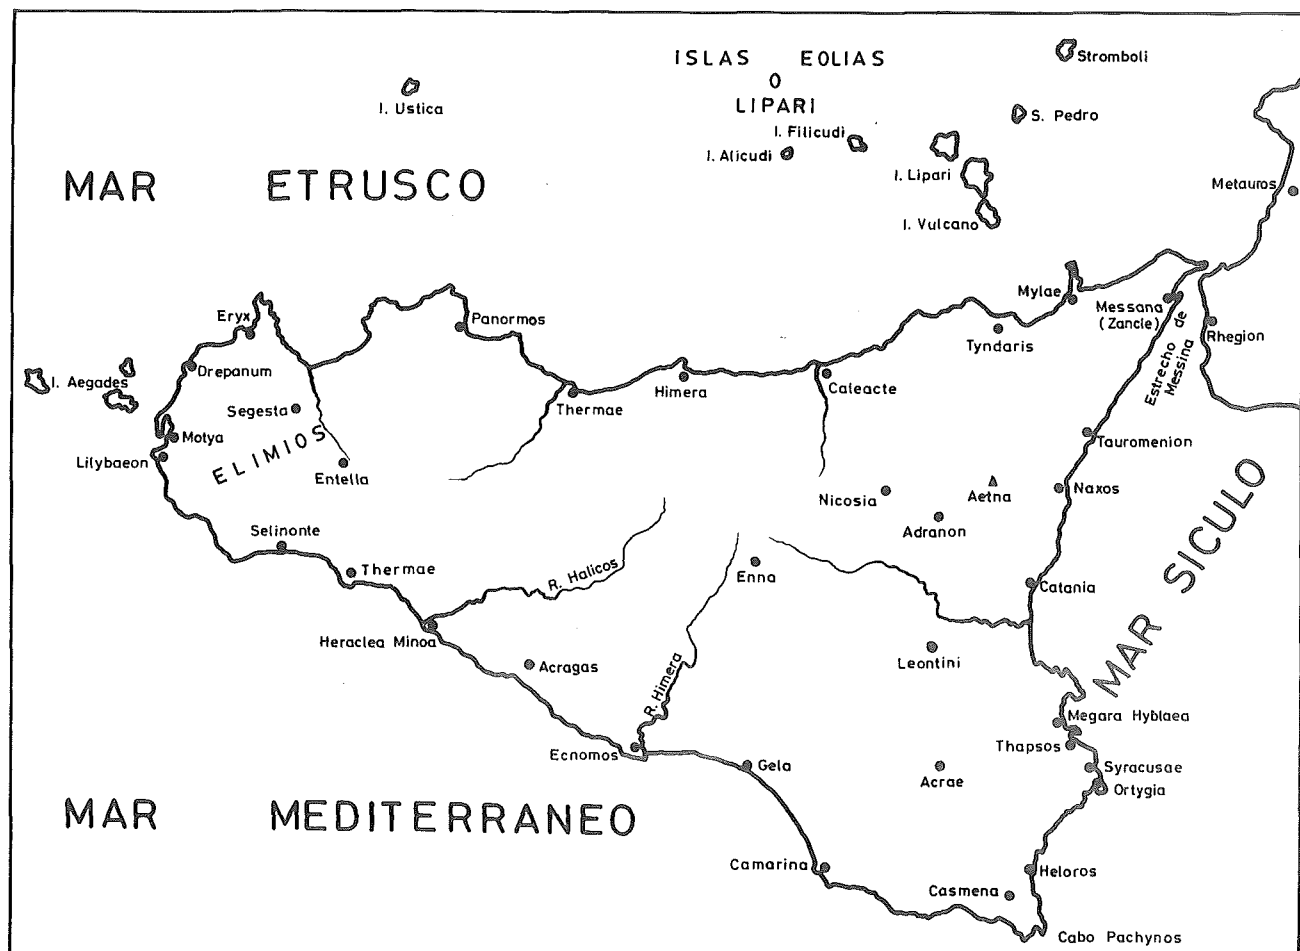 ISLAS EOLIAS
LIPARI
Stromboli
I. Ustica
S. Pedro
I. Filicudi
I. Alicudi
I. Lipari
I. Vulcano
MAR ETRUSCO
Metauros
Mylae
Messana
(Zancle)
Estrecho de
Messina
Rhegion
Tyndaris
Eryx
Panormos
I. Aegades
Drepanum
Segesta
Thermae
Himera
Caleacte
Motya
ELIMIOS
Lilybaeon
Entella
Tauromenion
Nicosia
Aetna
Naxos
Adranon
MAR SICULO
Selinonte
Thermae
R. Halicos
Enna
Catania
Heraclea Minoa
Acragas
R. Himera
Leontini
Megara Hyblaea
Thapsos
Ecnomos
Gela
Acrae
Syracusae
Ortygia
MAR MEDITERRANEO
Camarina
Casmena
Heloros
Cabo Pachynos